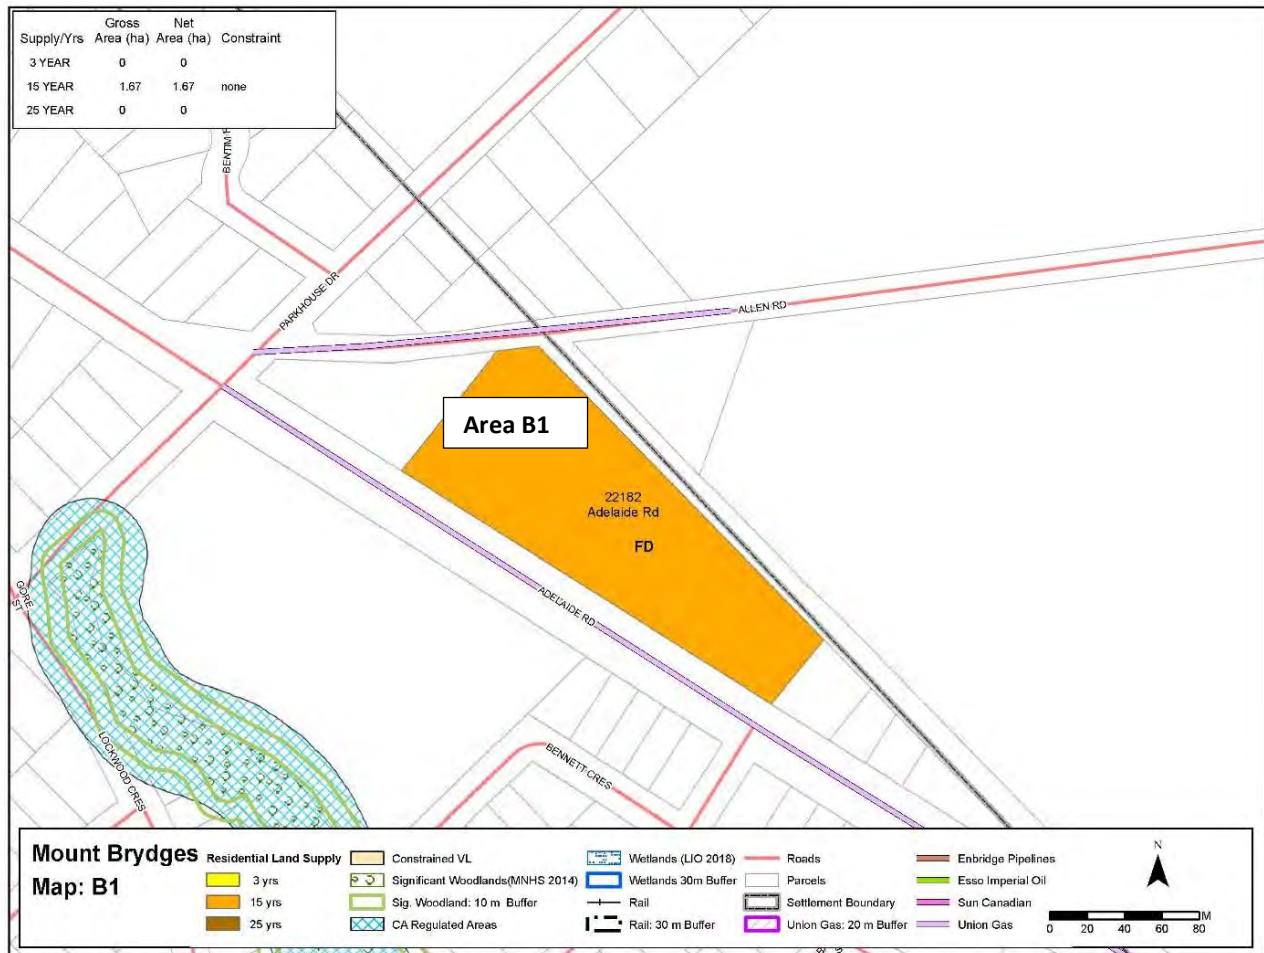 Gross Net
Supply/Yrs Area (ha) Area (ha) Constraint
3 YEAR 0 0
15 YEAR 1.67 1.67 none
25 YEAR 0 0
PARKHOUSE DR
ALLEN RD
Area B1
22182
Adelaide Rd
FD
ADELAIDE RD
GORE
ST
LOCKWOOD CRES
BENNETT CRES
Mount Brydges
Map: B1
Residential Land Supply
3 yrs
15 yrs
25 yrs
Constrained VL
Significant Woodlands(MNHS 2014)
Sig. Woodland: 10 m Buffer
CA Regulated Areas
Wetlands (LIO 2018)
Wetlands 30m Buffer
Rail
Rail: 30 m Buffer
Roads
Parcels
Settlement Boundary
Union Gas: 20 m Buffer
Enbridge Pipelines
Esso Imperial Oil
Sun Canadian
Union Gas
N
M
0 20 40 60 80